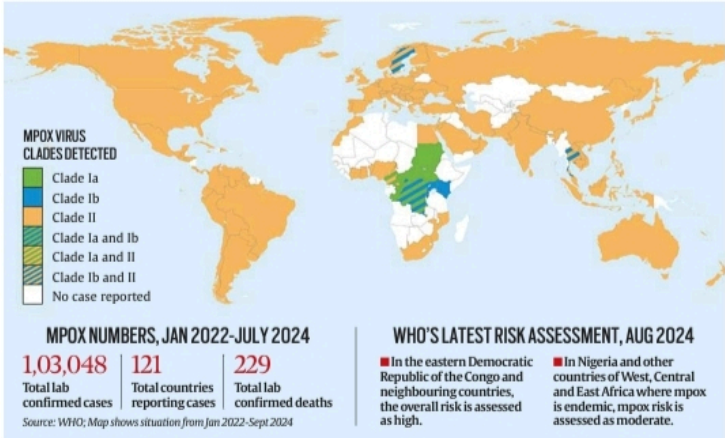 MPOX VIRUS
CLADES DETECTED
Clade Ia
Clade Ib
Clade II
Clade Ia and Ib
Clade Ia and II
Clade Ib and II
No case reported
MPOX NUMBERS, JAN 2022-JULY 2024
1,03,048
Total lab
confirmed cases
121
Total countries
reporting cases
229
Total lab
confirmed deaths
Source: WHO; Map shows situation from Jan 2022-Sept 2024
WHO'S LATEST RISK ASSESSMENT, AUG 2024
In the eastern Democratic
Republic of the Congo and
neighbouring countries,
the overall risk is assessed
as high.
In Nigeria and other
countries of West, Central
and East Africa where mpox
is endemic, mpox risk is
assessed as moderate.